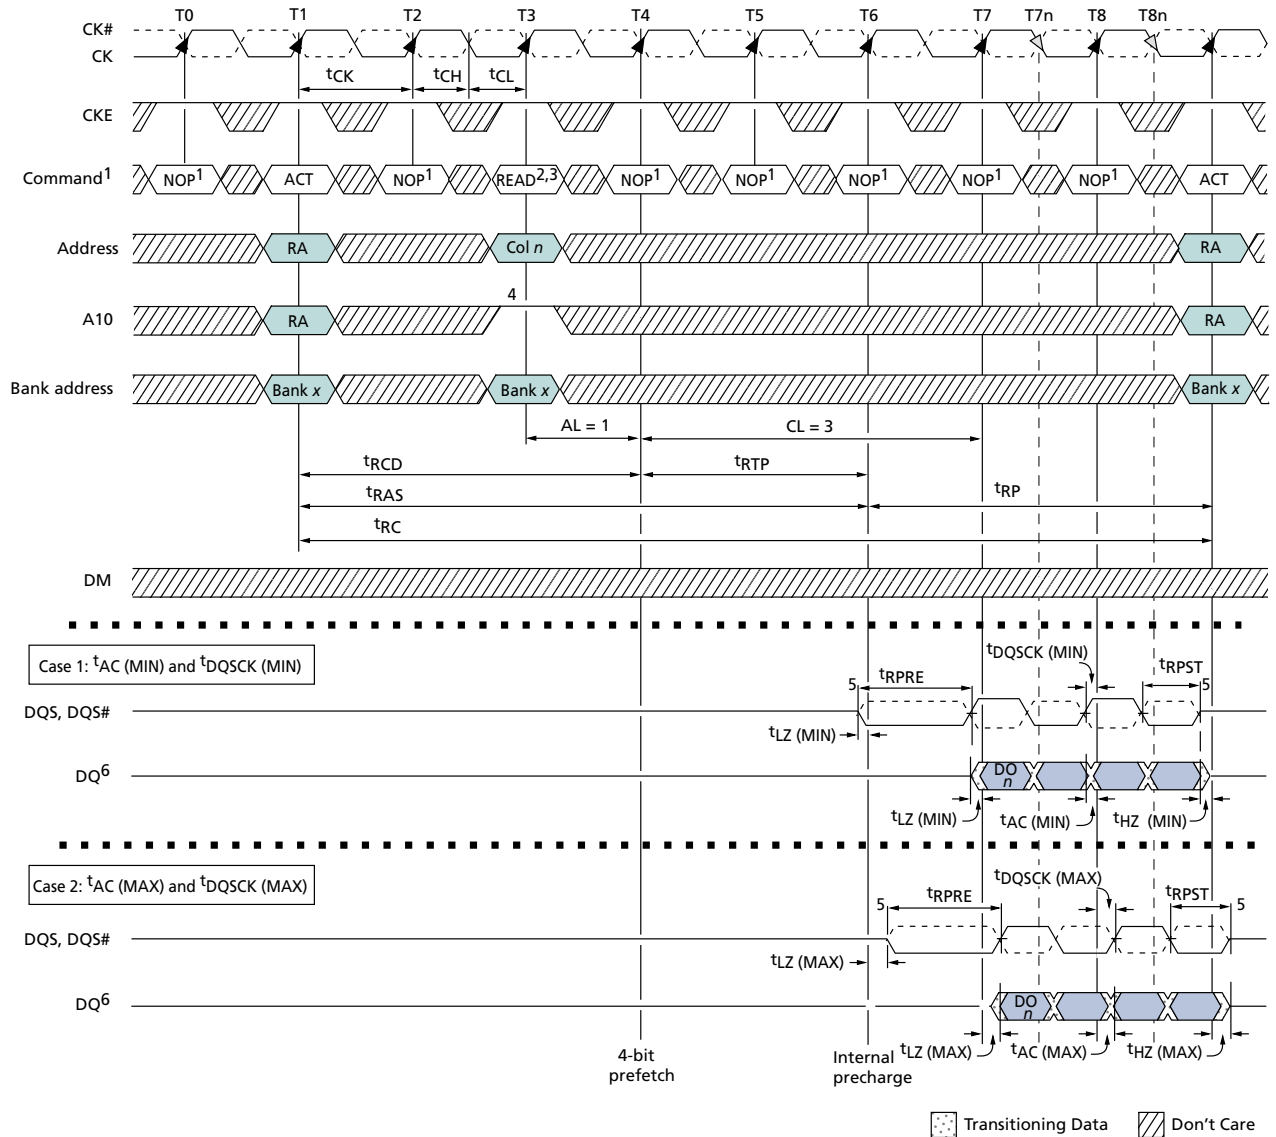 T0 T1 T2 T3 T4 T5 T6 T7 T7n T8 T8n
CK#
CK
tCK tCH tCL
CKE
Command1 NOP1 ACT NOP1 READ2,3 NOP1 NOP1 NOP1 NOP1 NOP1 ACT
Address RA Col n RA
4
A10 RA RA
Bank address Bank x Bank x Bank x
AL = 1 CL = 3
tRCD tRTP
tRAS tRP
tRC
DM
Case 1: tAC (MIN) and tDQSCK (MIN)
tDQSCK (MIN)
5 tRPRE tRPST 5
DQS, DQS#
tLZ (MIN)
DQ6 DO n
tLZ (MIN) tAC (MIN) tHZ (MIN)
Case 2: tAC (MAX) and tDQSCK (MAX)
tDQSCK (MAX)
5 tRPRE tRPST 5
DQS, DQS#
tLZ (MAX)
DQ6 DO n
tLZ (MAX) tAC (MAX) tHZ (MAX)
4-bit
prefetch
Internal
precharge
Transitioning Data Don't Care